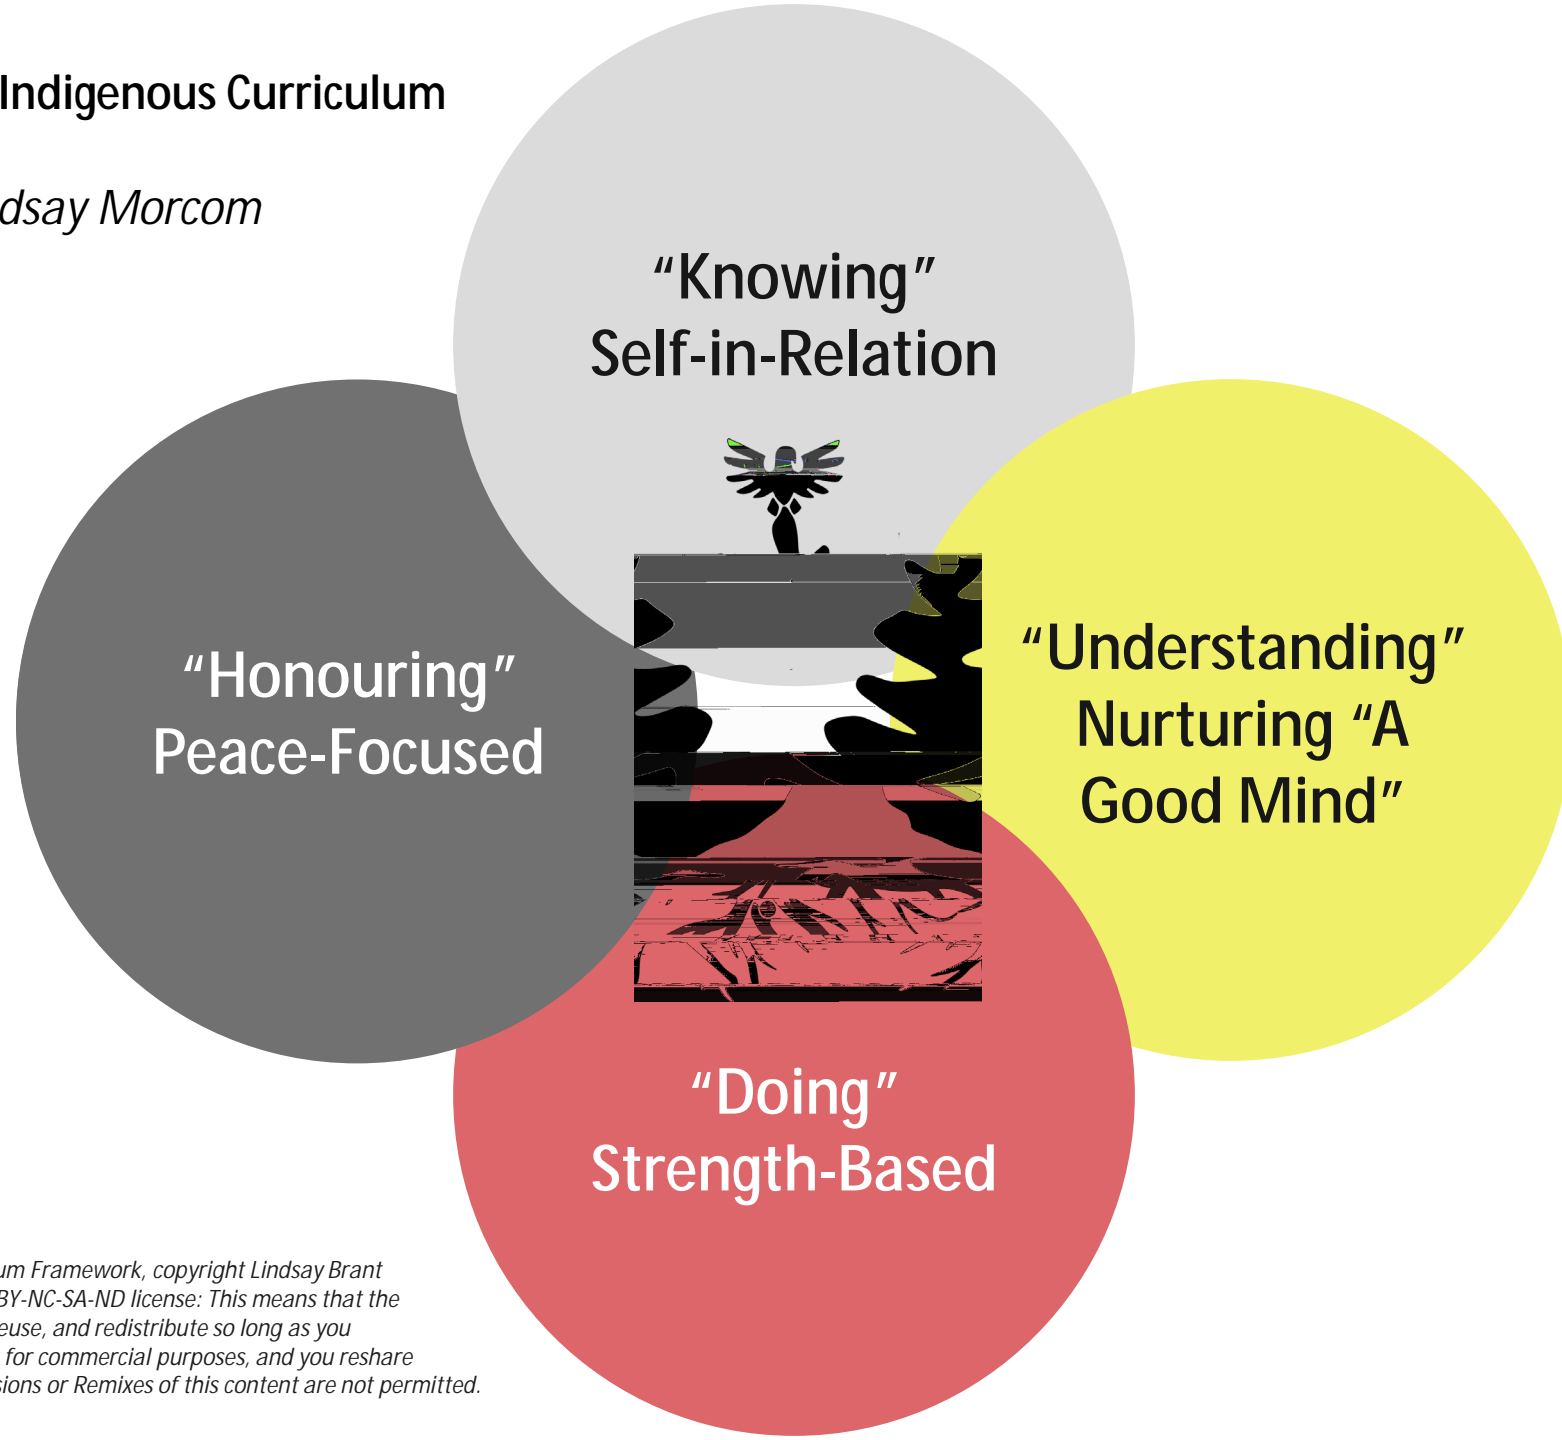 Indigenous Curriculum
dsay Morcom
“Knowing”
Self-in-Relation
“Honouring”
Peace-Focused
“Understanding”
Nurturing “A
Good Mind”
“Doing”
Strength-Based
um Framework, copyright Lindsay Brant
BY-NC-SA-ND license: This means that the
euse, and redistribute so long as you
for commercial purposes, and you reshare
sions or Remixes of this content are not permitted.